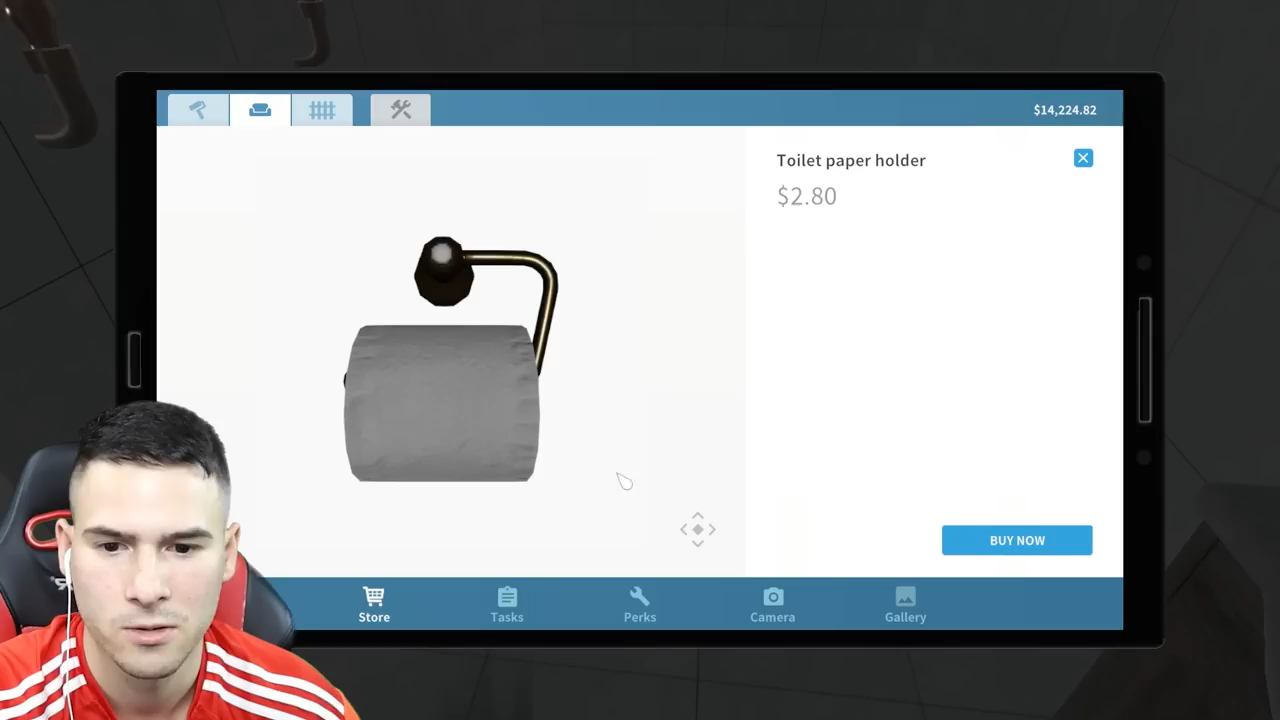 $14,224.82
Toilet paper holder
$2.80
BUY NOW
Store
Tasks
Perks
Camera
Gallery